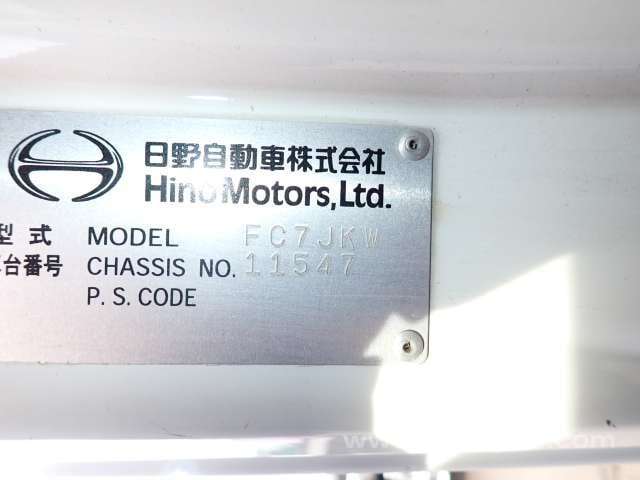 日野自動車株式会社
Hino Motors, Ltd.
型式 MODEL FC7JKW
台番号 CHASSIS NO. 11547
P. S. CODE